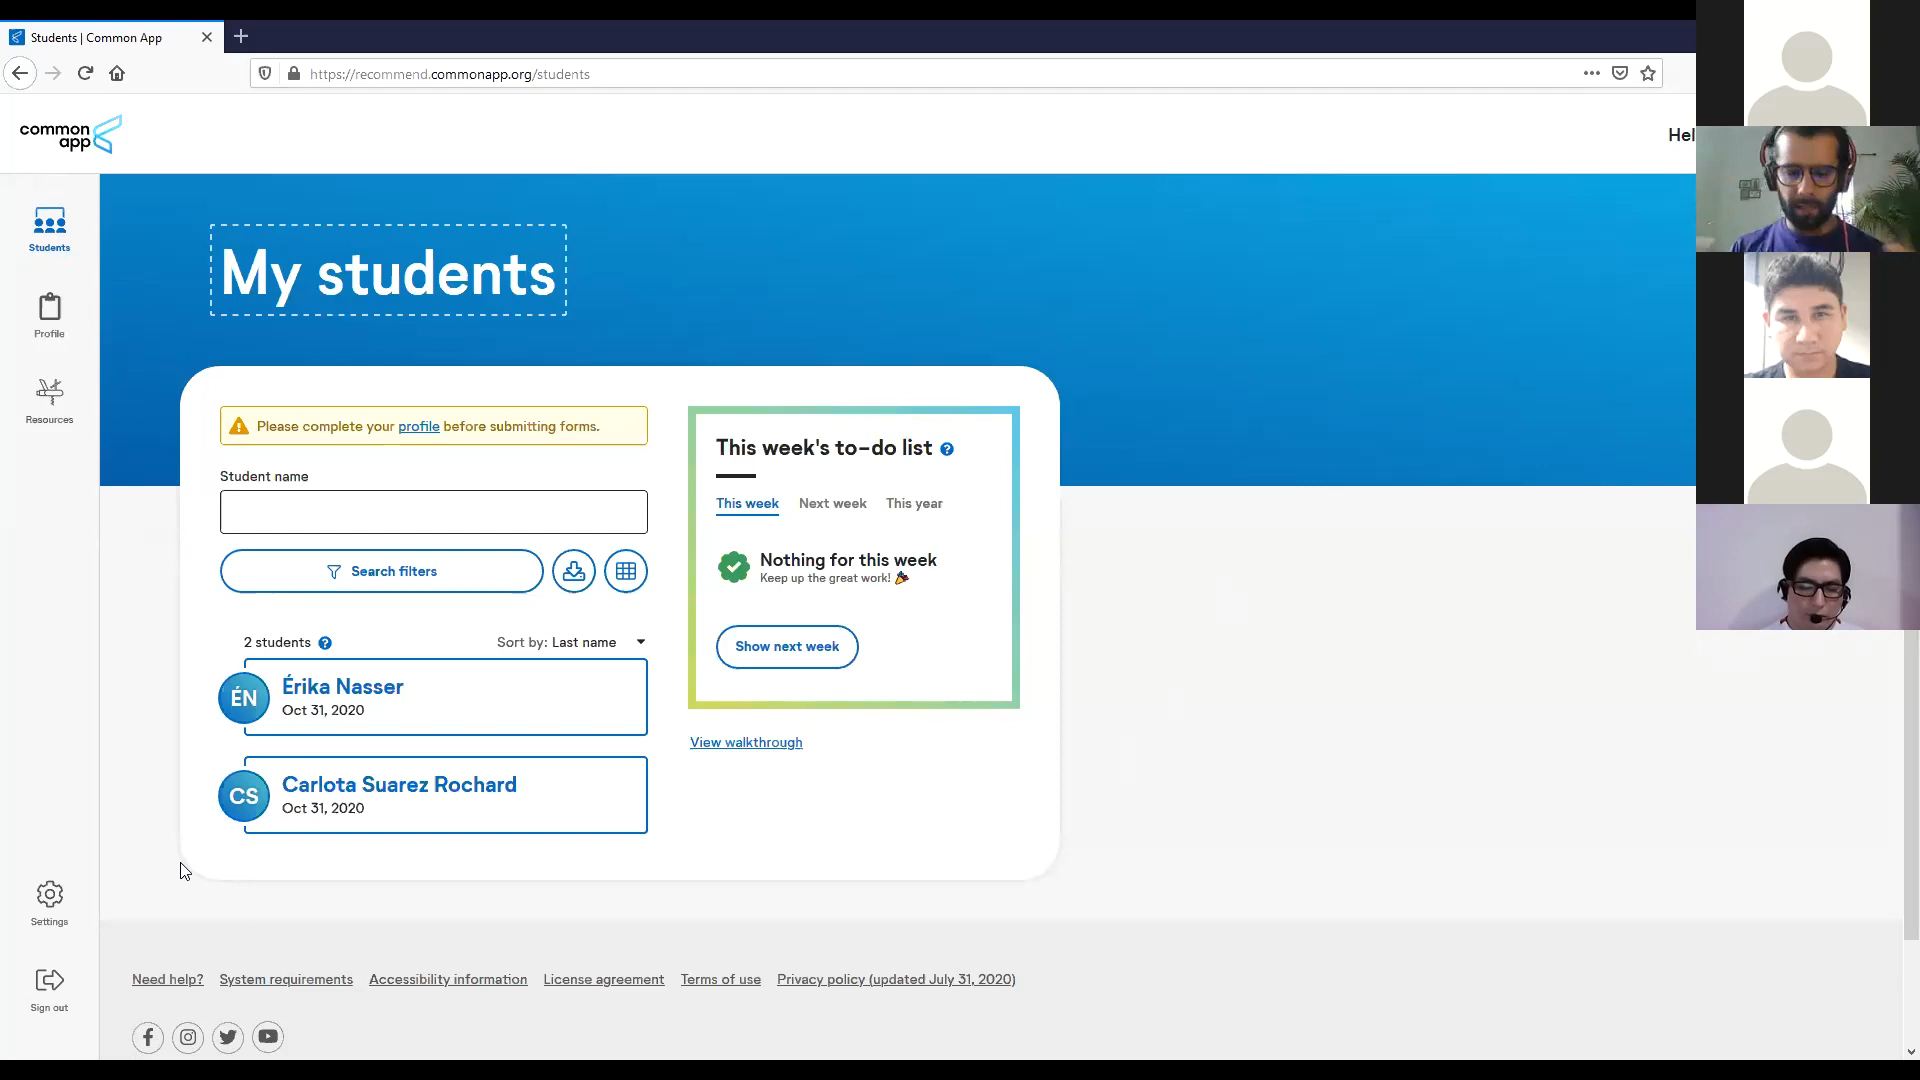 Students | Common App
https://recommend.commonapp.org/students
common
app
Hel
Students
Profile
Resources
Settings
Sign out
My students
Please complete your profile before submitting forms.
Student name
Search filters
2 students
Sort by: Last name
ÉN
Érika Nasser
Oct 31, 2020
CS
Carlota Suarez Rochard
Oct 31, 2020
This week's to-do list
This week Next week This year
Nothing for this week
Keep up the great work!
Show next week
View walkthrough
Need help? System requirements Accessibility information License agreement Terms of use Privacy policy (updated July 31, 2020)